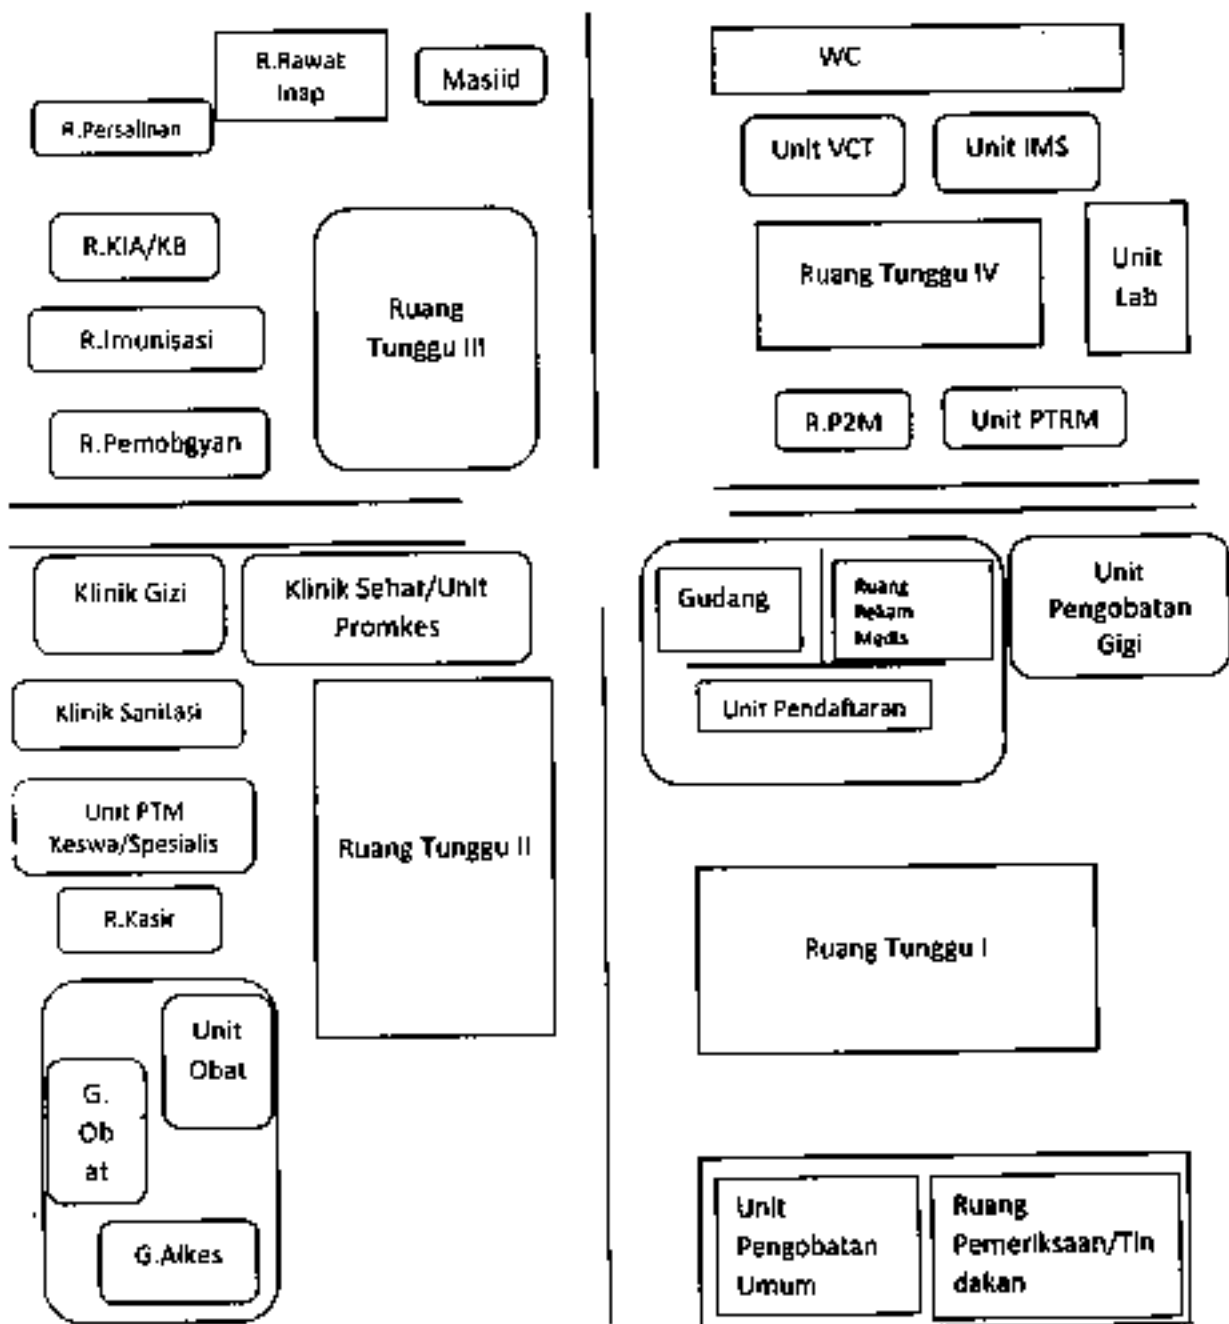 R.Rawat
Inap
Masjid
R.Persalinan
R.KIA/KB
R.Imunisasi
R.Pemobgyan
Ruang
Tunggu III
WC
Unit VCT
Unit IMS
Ruang Tunggu IV
Unit
Lab
R.P2M
Unit PTRM
Klinik Gizi
Klinik Sehat/Unit
Promkes
Klinik Sanitasi
Unit PTM
Keswa/Spesialis
R.Kasir
Ruang Tunggu II
Unit
Obat
G.
Ob
at
G.Alkes
Gudang
Ruang
Rekam
Medis
Unit Pendaftaran
Unit
Pengobatan
Gigi
Ruang Tunggu I
Unit
Pengobatan
Umum
Ruang
Pemeriksaan/Tin
dakan